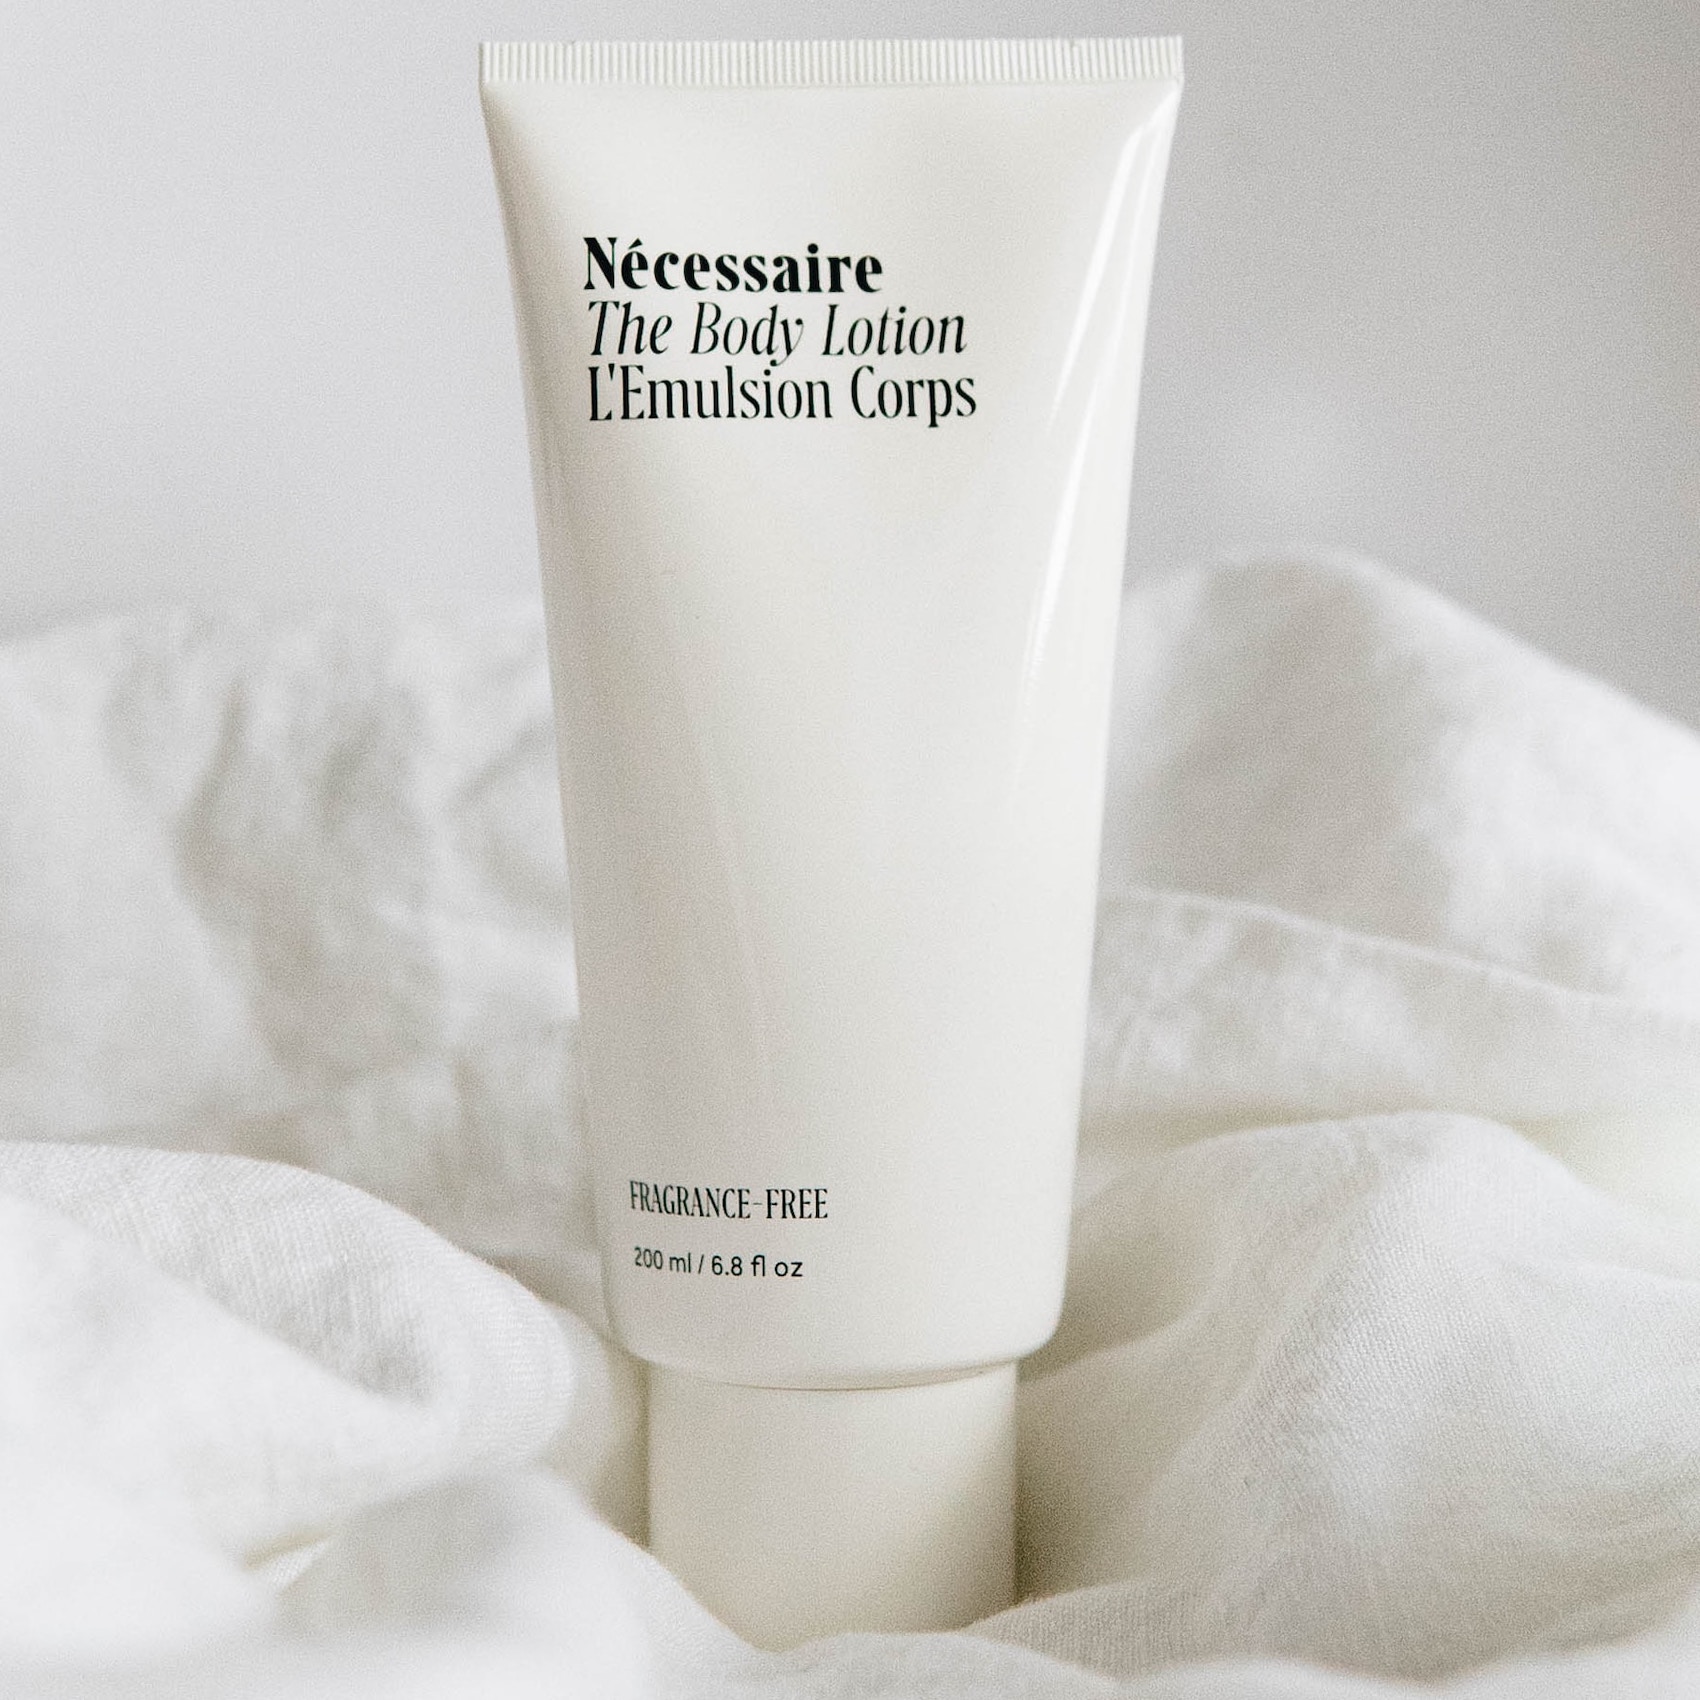 Nécessaire
The Body Lotion
L'Emulsion Corps
FRAGRANCE-FREE
200 ml / 6.8 fl oz